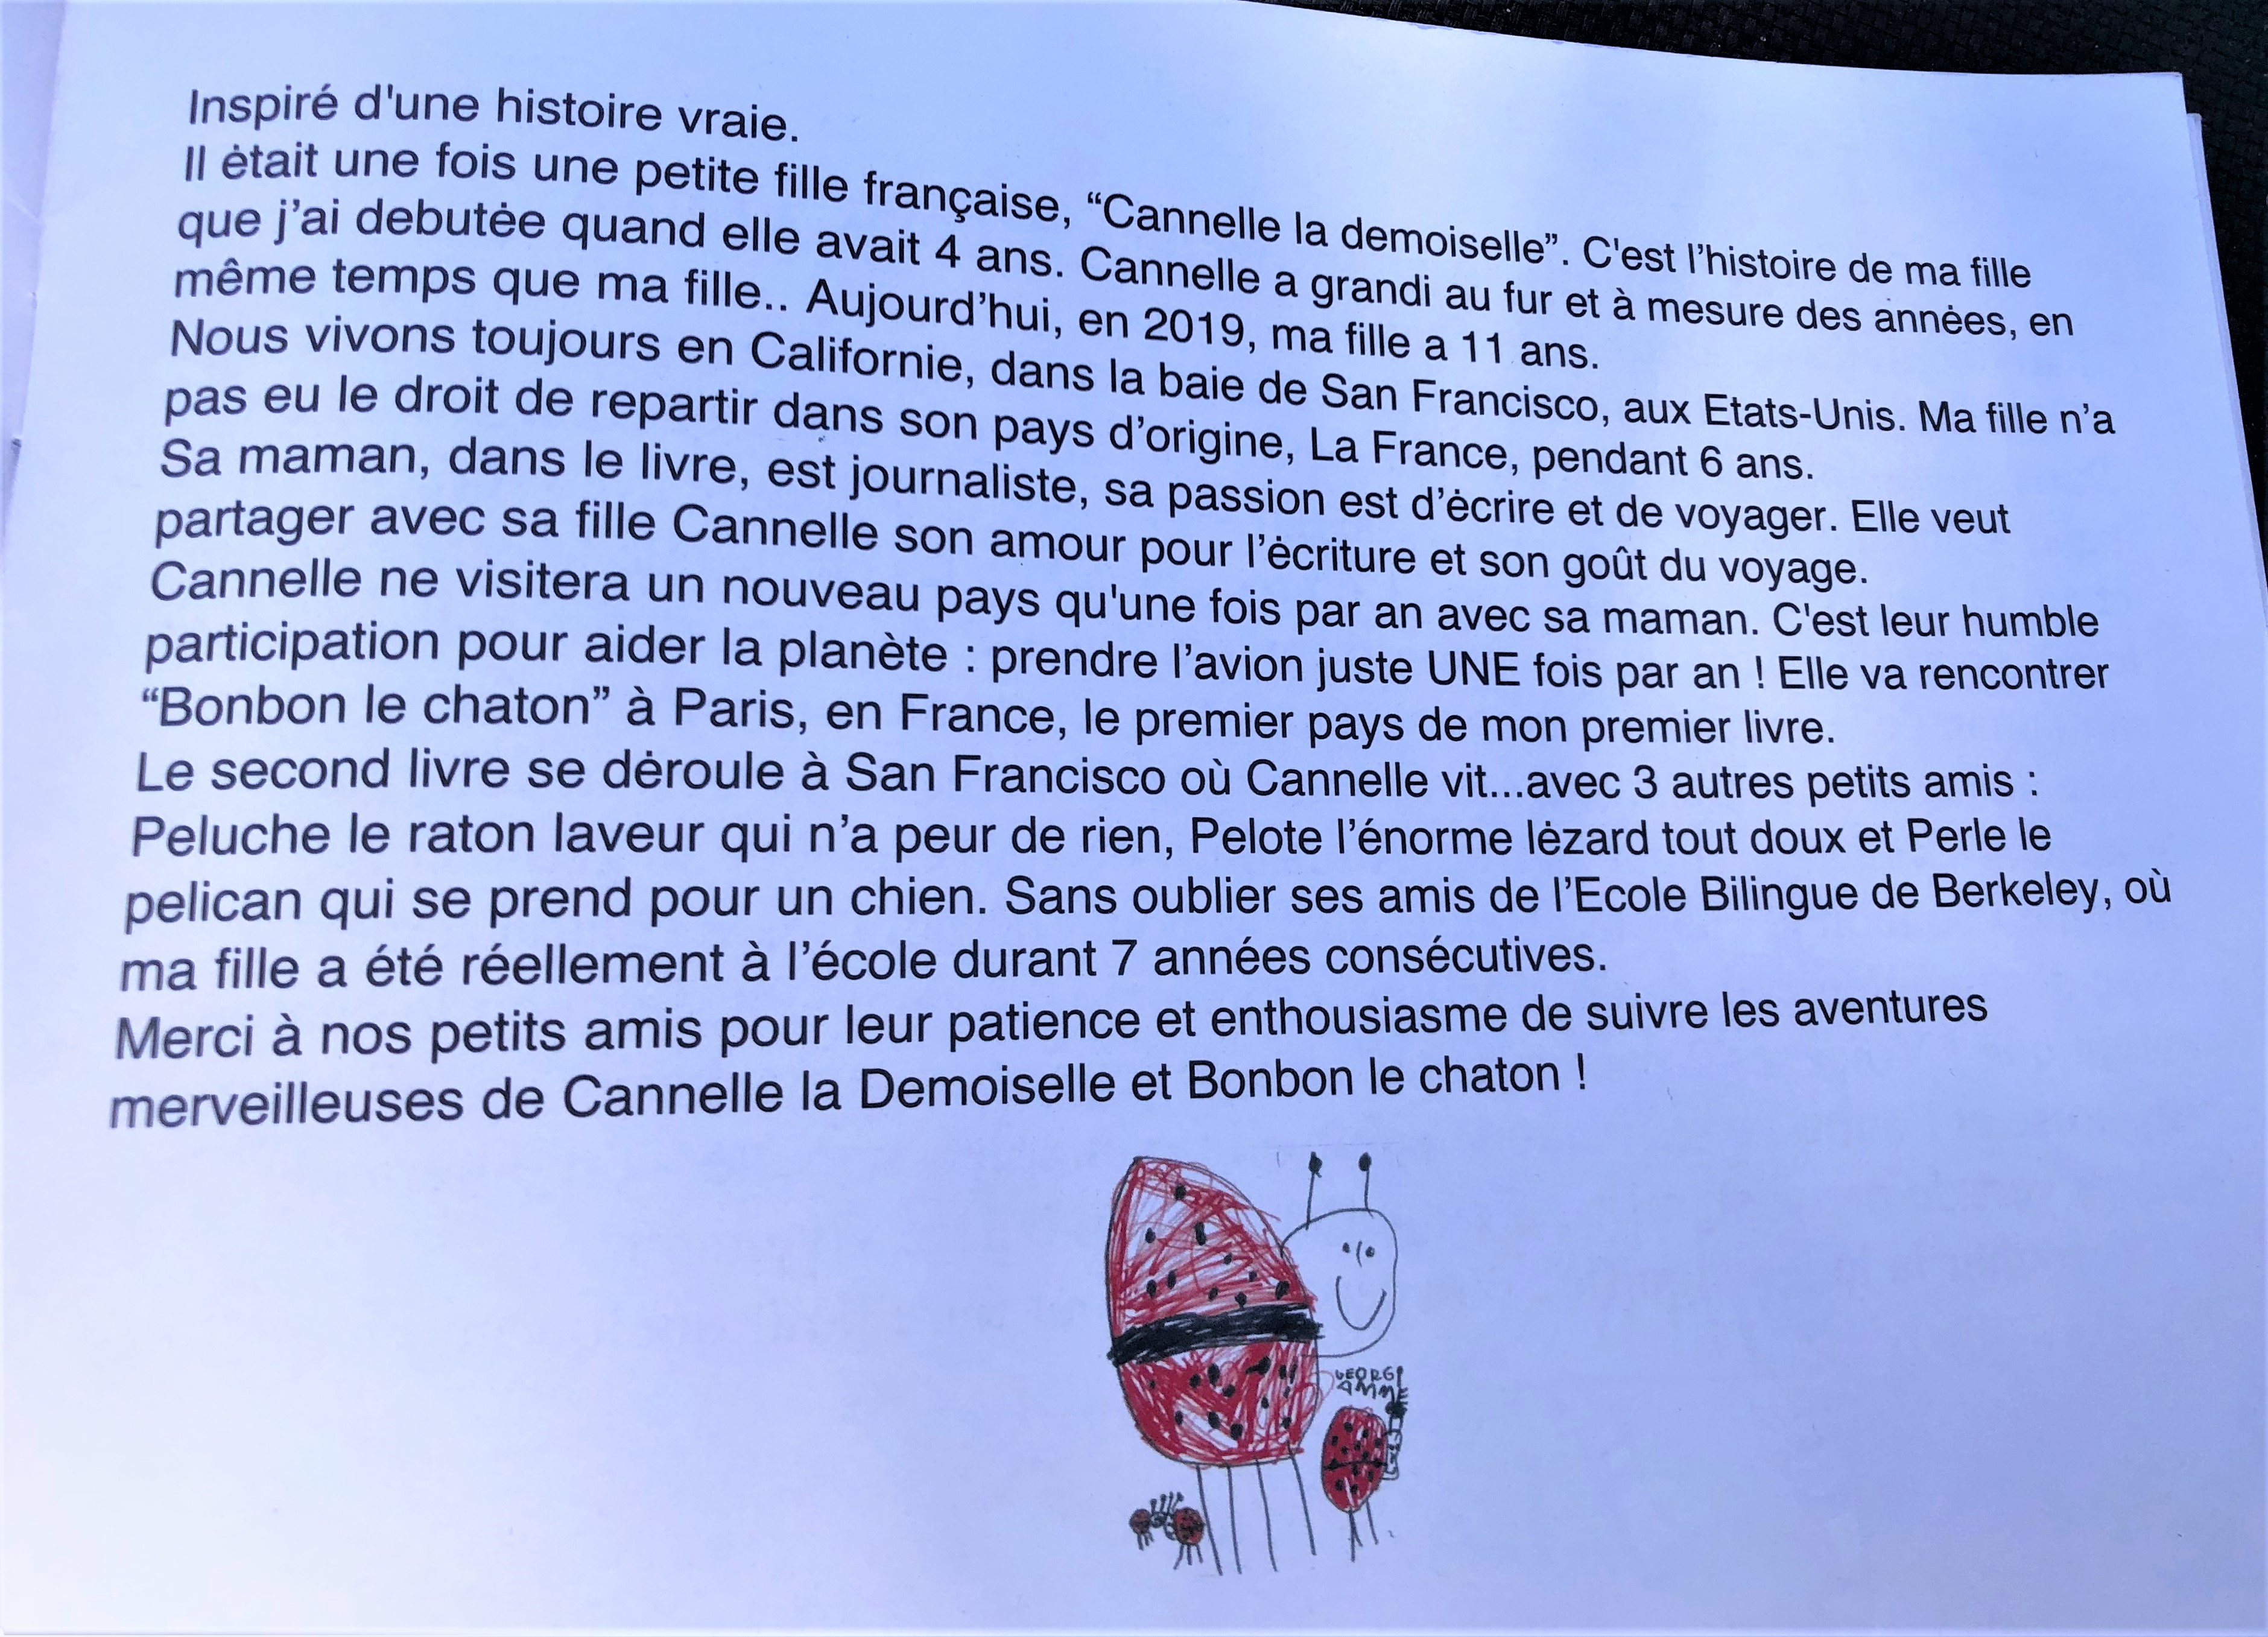 Inspiré d'une histoire vraie.
Il ėtait une fois une petite fille française, “Cannelle la demoiselle”. C'est l’histoire de ma fille
que j’ai debutėe quand elle avait 4 ans. Cannelle a grandi au fur et à mesure des annėes, en
même temps que ma fille.. Aujourd’hui, en 2019, ma fille a 11 ans.
Nous vivons toujours en Californie, dans la baie de San Francisco, aux Etats-Unis. Ma fille n’a
pas eu le droit de repartir dans son pays d’origine, La France, pendant 6 ans.
Sa maman, dans le livre, est journaliste, sa passion est d’ėcrire et de voyager. Elle veut
partager avec sa fille Cannelle son amour pour l’ėcriture et son goût du voyage.
Cannelle ne visitera un nouveau pays qu'une fois par an avec sa maman. C'est leur humble
participation pour aider la planète : prendre l’avion juste UNE fois par an ! Elle va rencontrer
“Bonbon le chaton” à Paris, en France, le premier pays de mon premier livre.
Le second livre se dėroule à San Francisco où Cannelle vit...avec 3 autres petits amis :
Peluche le raton laveur qui n’a peur de rien, Pelote l’énorme lėzard tout doux et Perle le
pelican qui se prend pour un chien. Sans oublier ses amis de l’Ecole Bilingue de Berkeley, où
ma fille a été réellement à l’école durant 7 années consécutives.
Merci à nos petits amis pour leur patience et enthousiasme de suivre les aventures
merveilleuses de Cannelle la Demoiselle et Bonbon le chaton !
GEORGI
ANNE